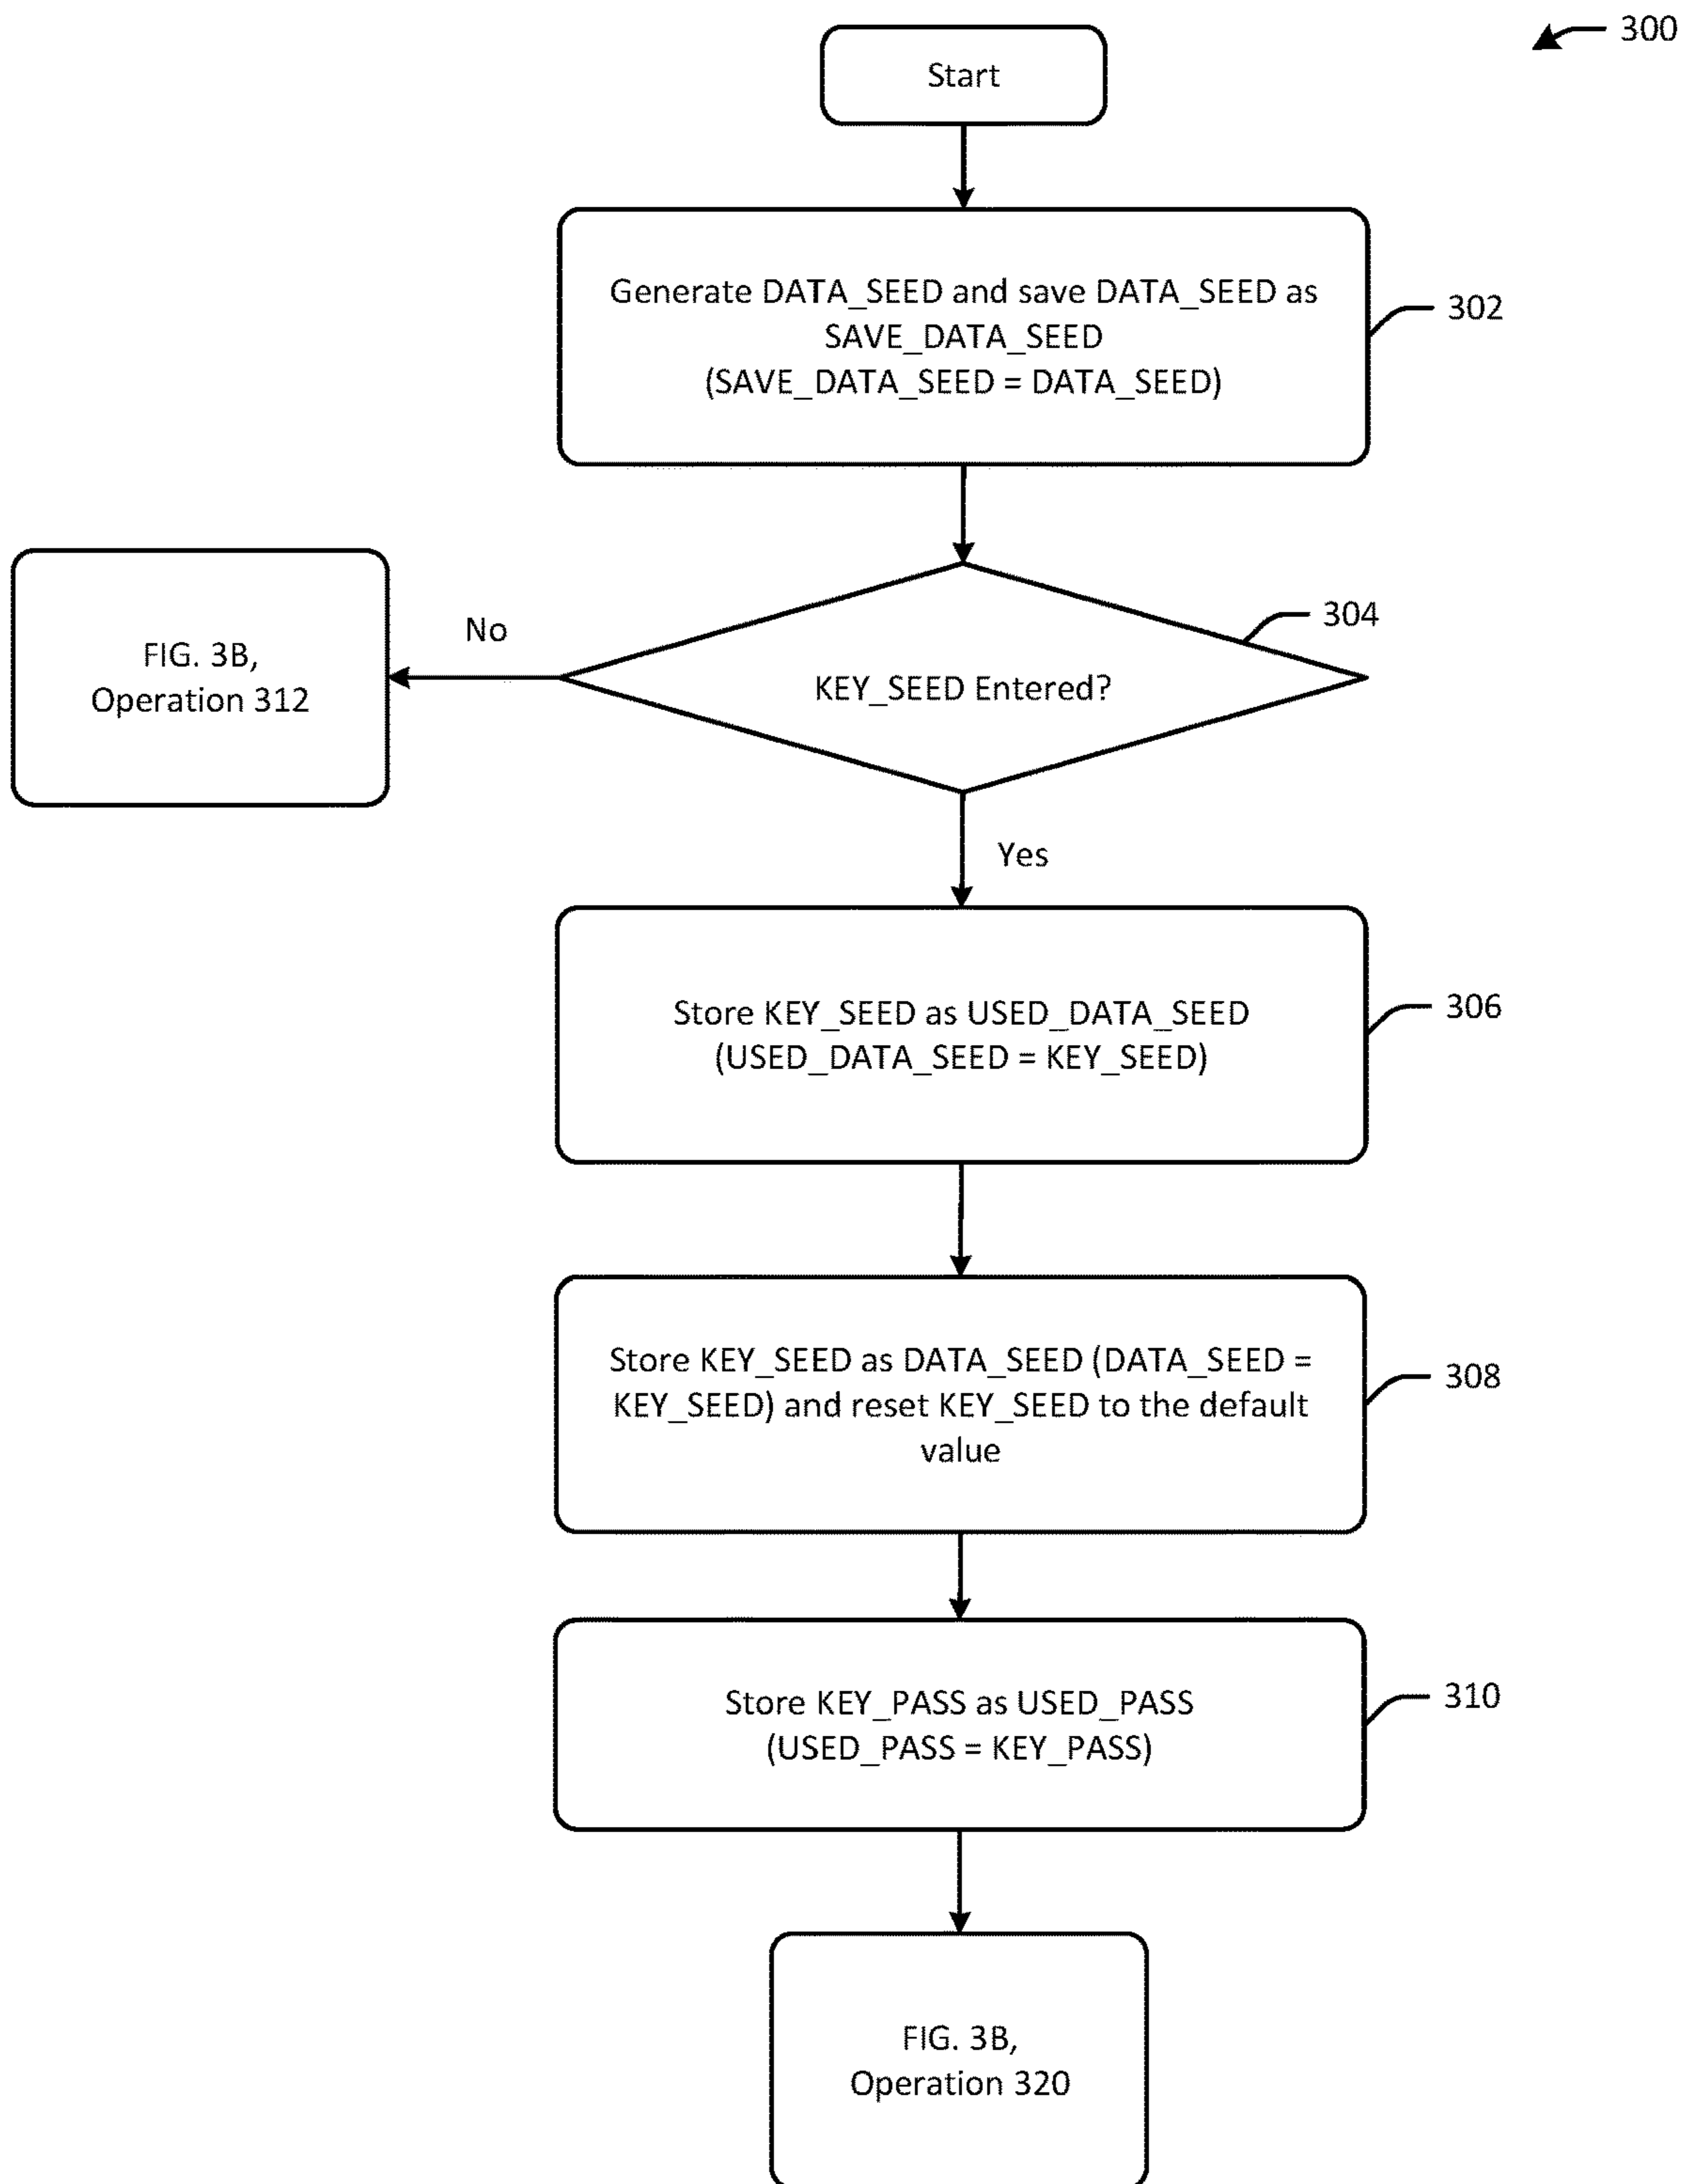 300
Start
Generate DATA_SEED and save DATA_SEED as
SAVE_DATA_SEED
(SAVE_DATA_SEED = DATA_SEED)
302
304
No
FIG. 3B,
Operation 312
KEY_SEED Entered?
Yes
Store KEY_SEED as USED_DATA_SEED
(USED_DATA_SEED = KEY_SEED)
306
Store KEY_SEED as DATA_SEED (DATA_SEED =
KEY_SEED) and reset KEY_SEED to the default
value
308
Store KEY_PASS as USED_PASS
(USED_PASS = KEY_PASS)
310
FIG. 3B,
Operation 320